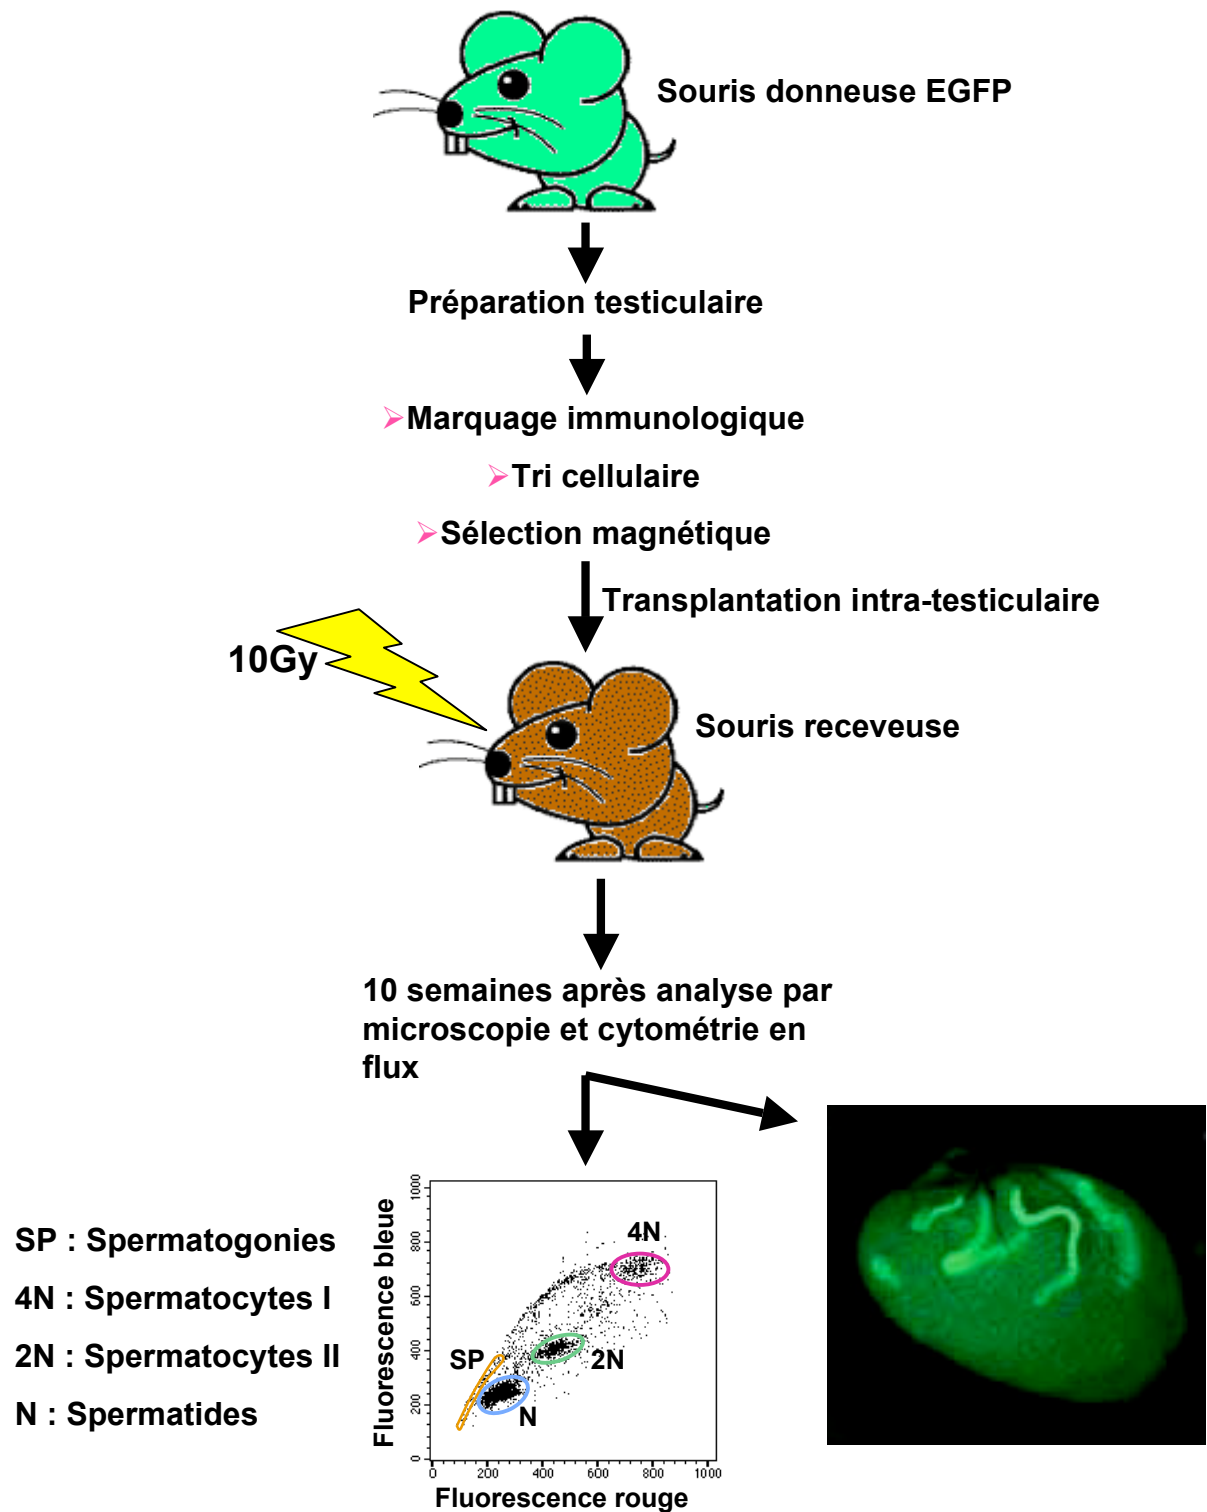 Souris donneuse EGFP
Préparation testiculaire
➢Marquage immunologique
➢Tri cellulaire
➢Sélection magnétique
Transplantation intra-testiculaire
10Gy
Souris receveuse
10 semaines après analyse par
microscopie et cytométrie en
flux
SP : Spermatogonies
4N : Spermatocytes I
2N : Spermatocytes II
N : Spermatides
Fluorescence bleue
1000
800
600
400
200
0
4N
SP
2N
N
0 200 400 600 800 1000
Fluorescence rouge